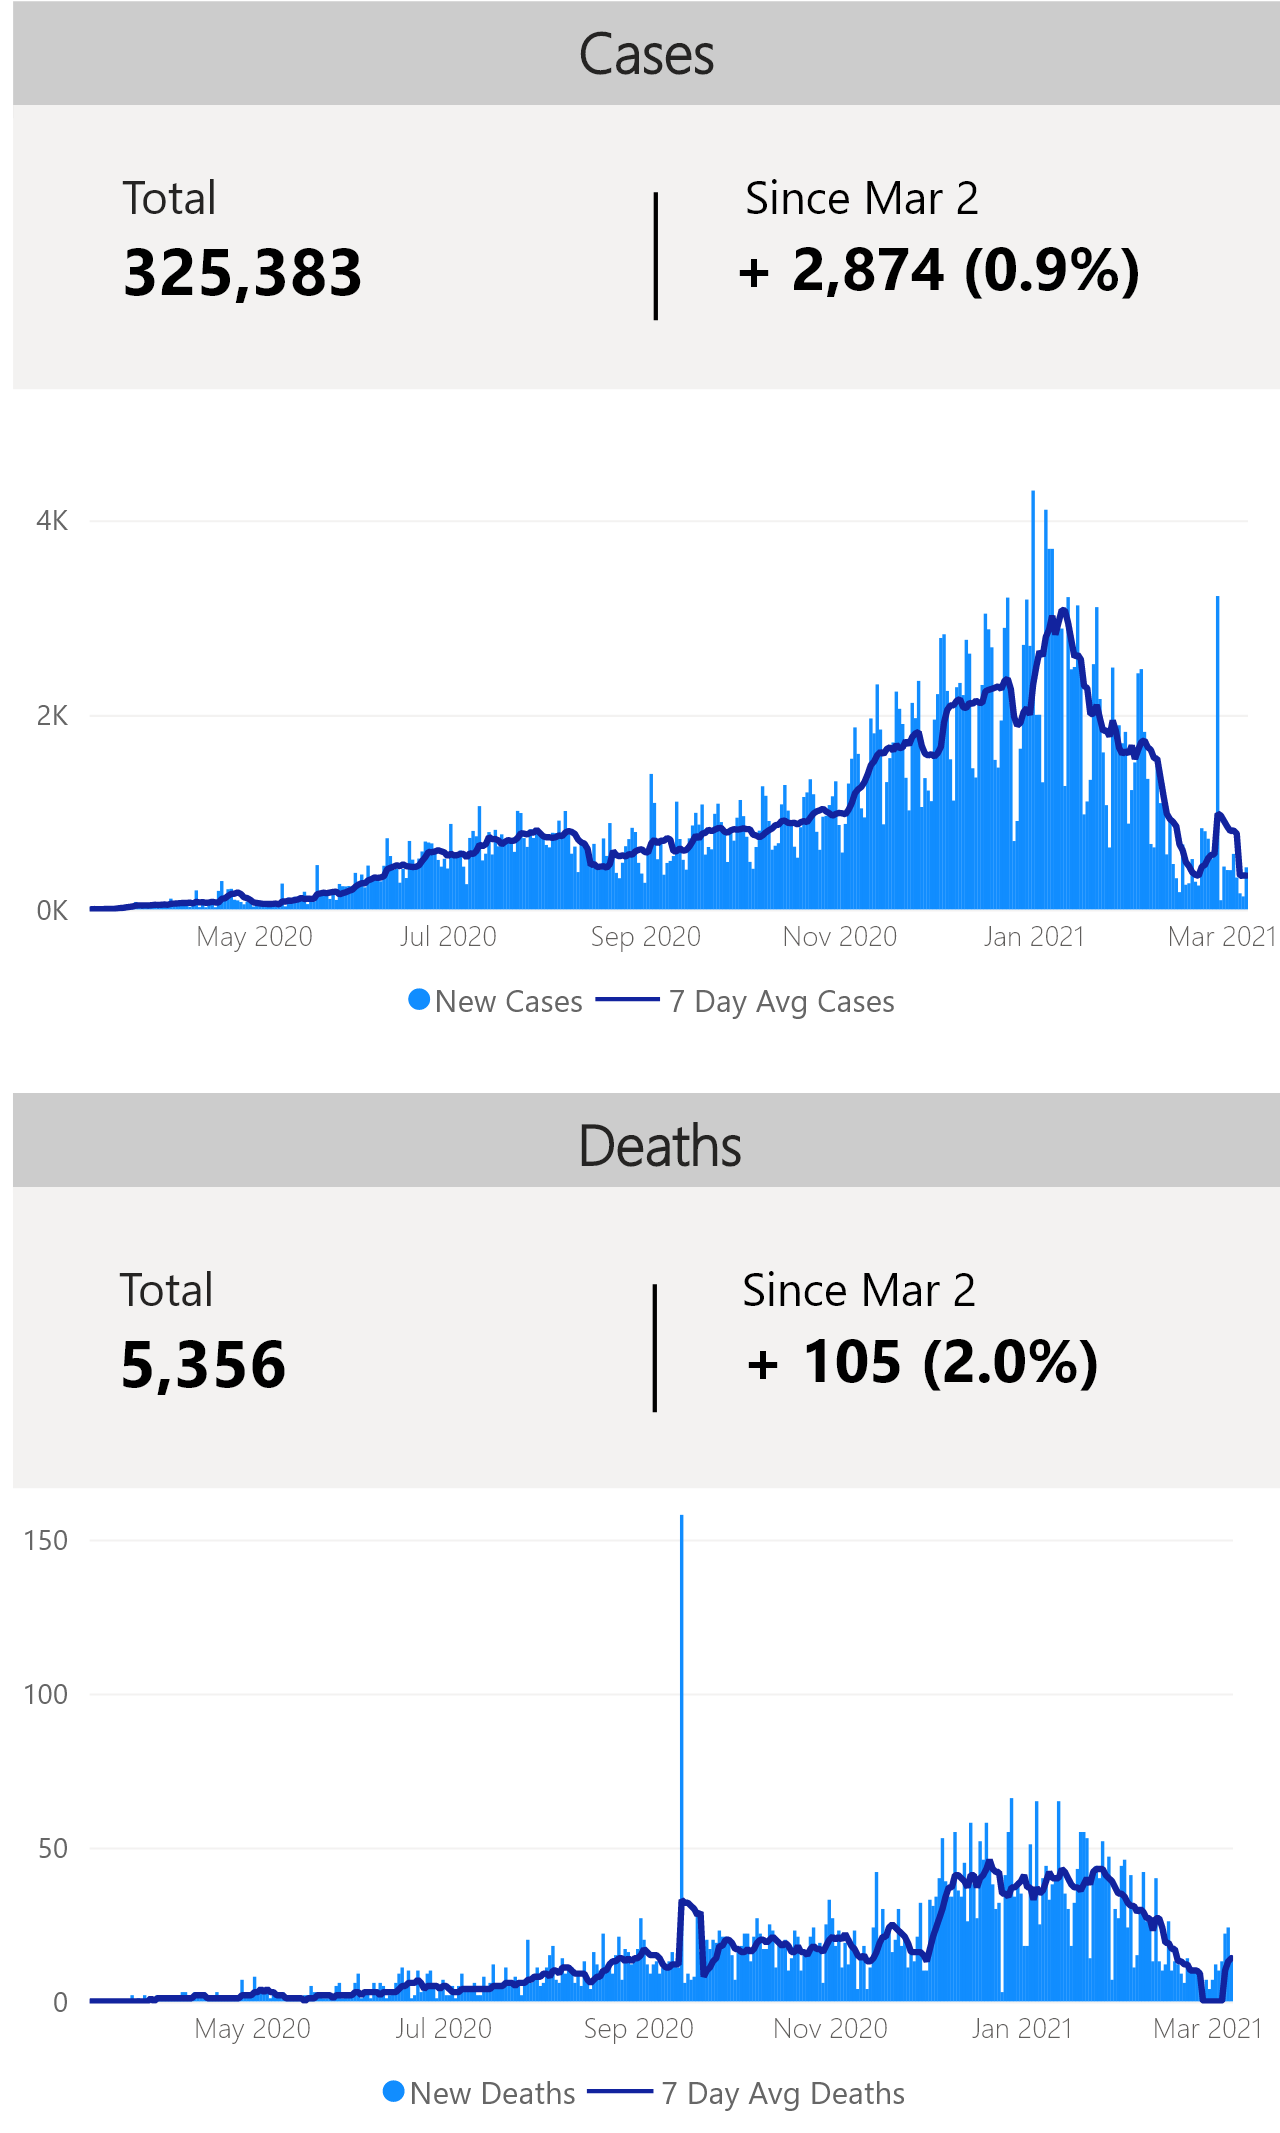 Cases
Total
Since Mar 2
325,383
+ 2,874 (0.9%)
4K
2K
0K
May 2020
Jul 2020
Sep 2020
Nov 2020
Jan 2021
Mar 2021
New Cases
7 Day Avg Cases
Deaths
Total
Since Mar 2
5,356
+ 105 (2.0%)
150
100
50
0
May 2020
Jul 2020
Sep 2020
Nov 2020
Jan 2021
Mar 2021
New Deaths
7 Day Avg Deaths